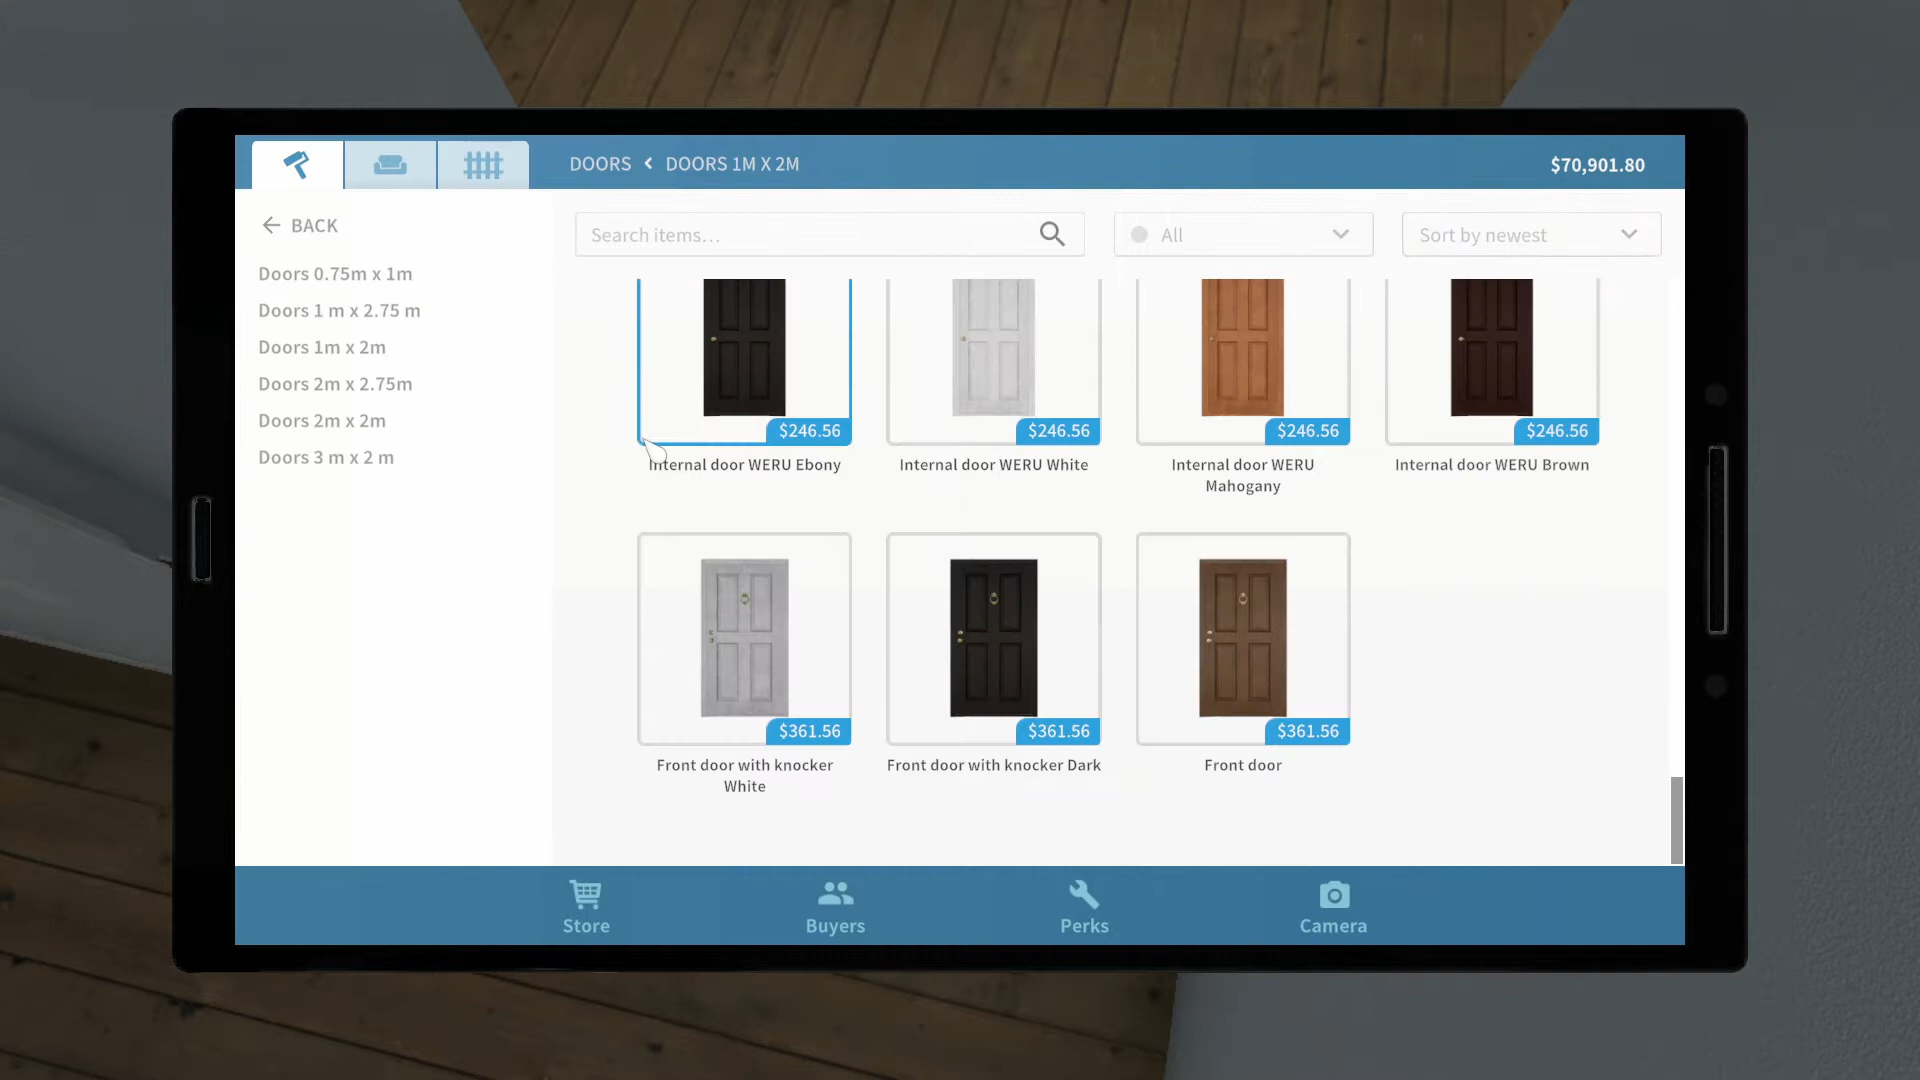 DOORS < DOORS 1M X 2M
$70,901.80
BACK
Search items...
All
Sort by newest
Doors 0.75m x 1m
Doors 1 m x 2.75 m
Doors 1m x 2m
Doors 2m x 2.75m
Doors 2m x 2m
Doors 3 m x 2 m
$246.56
$246.56
$246.56
$246.56
Internal door WERU Ebony
Internal door WERU White
Internal door WERU
Mahogany
Internal door WERU Brown
$361.56
$361.56
$361.56
Front door with knocker
White
Front door with knocker Dark
Front door
Store
Buyers
Perks
Camera